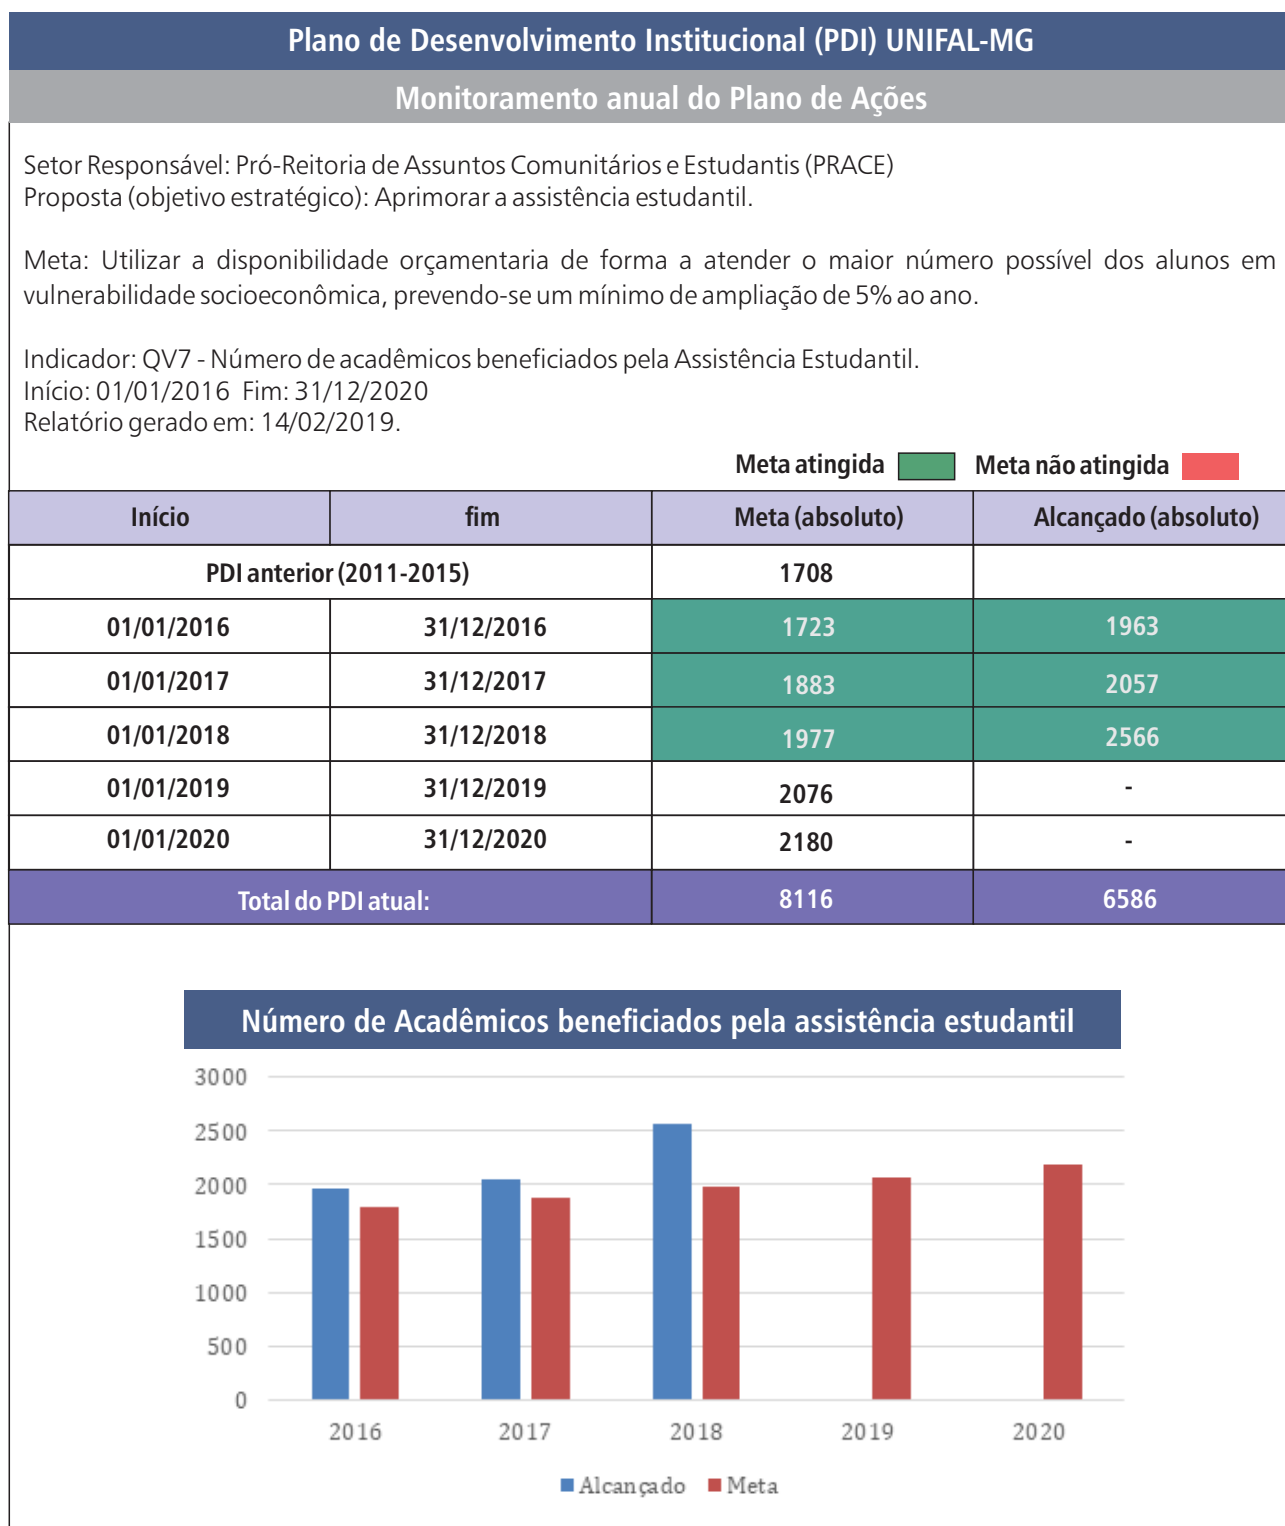 Plano de Desenvolvimento Institucional (PDI) UNIFAL-MG
Monitoramento anual do Plano de Ações
Setor Responsável: Pró-Reitoria de Assuntos Comunitários e Estudantis (PRACE)
Proposta (objetivo estratégico): Aprimorar a assistência estudantil.
Meta: Utilizar a disponibilidade orçamentaria de forma a atender o maior número possível dos alunos em
vulnerabilidade socioeconômica, prevendo-se um mínimo de ampliação de 5% ao ano.
Indicador: QV7 - Número de acadêmicos beneficiados pela Assistência Estudantil.
Início: 01/01/2016 Fim: 31/12/2020
Relatório gerado em: 14/02/2019.
Meta atingida Meta não atingida
Início fim Meta (absoluto) Alcançado (absoluto)
PDI anterior (2011-2015) 1708
01/01/2016 31/12/2016 1723 1963
01/01/2017 31/12/2017 1883 2057
01/01/2018 31/12/2018 1977 2566
01/01/2019 31/12/2019 2076 -
01/01/2020 31/12/2020 2180 -
Total do PDI atual: 8116 6586
Número de Acadêmicos beneficiados pela assistência estudantil
3000
2500
2000
1500
1000
500
0
2016 2017 2018 2019 2020
Alcançado Meta